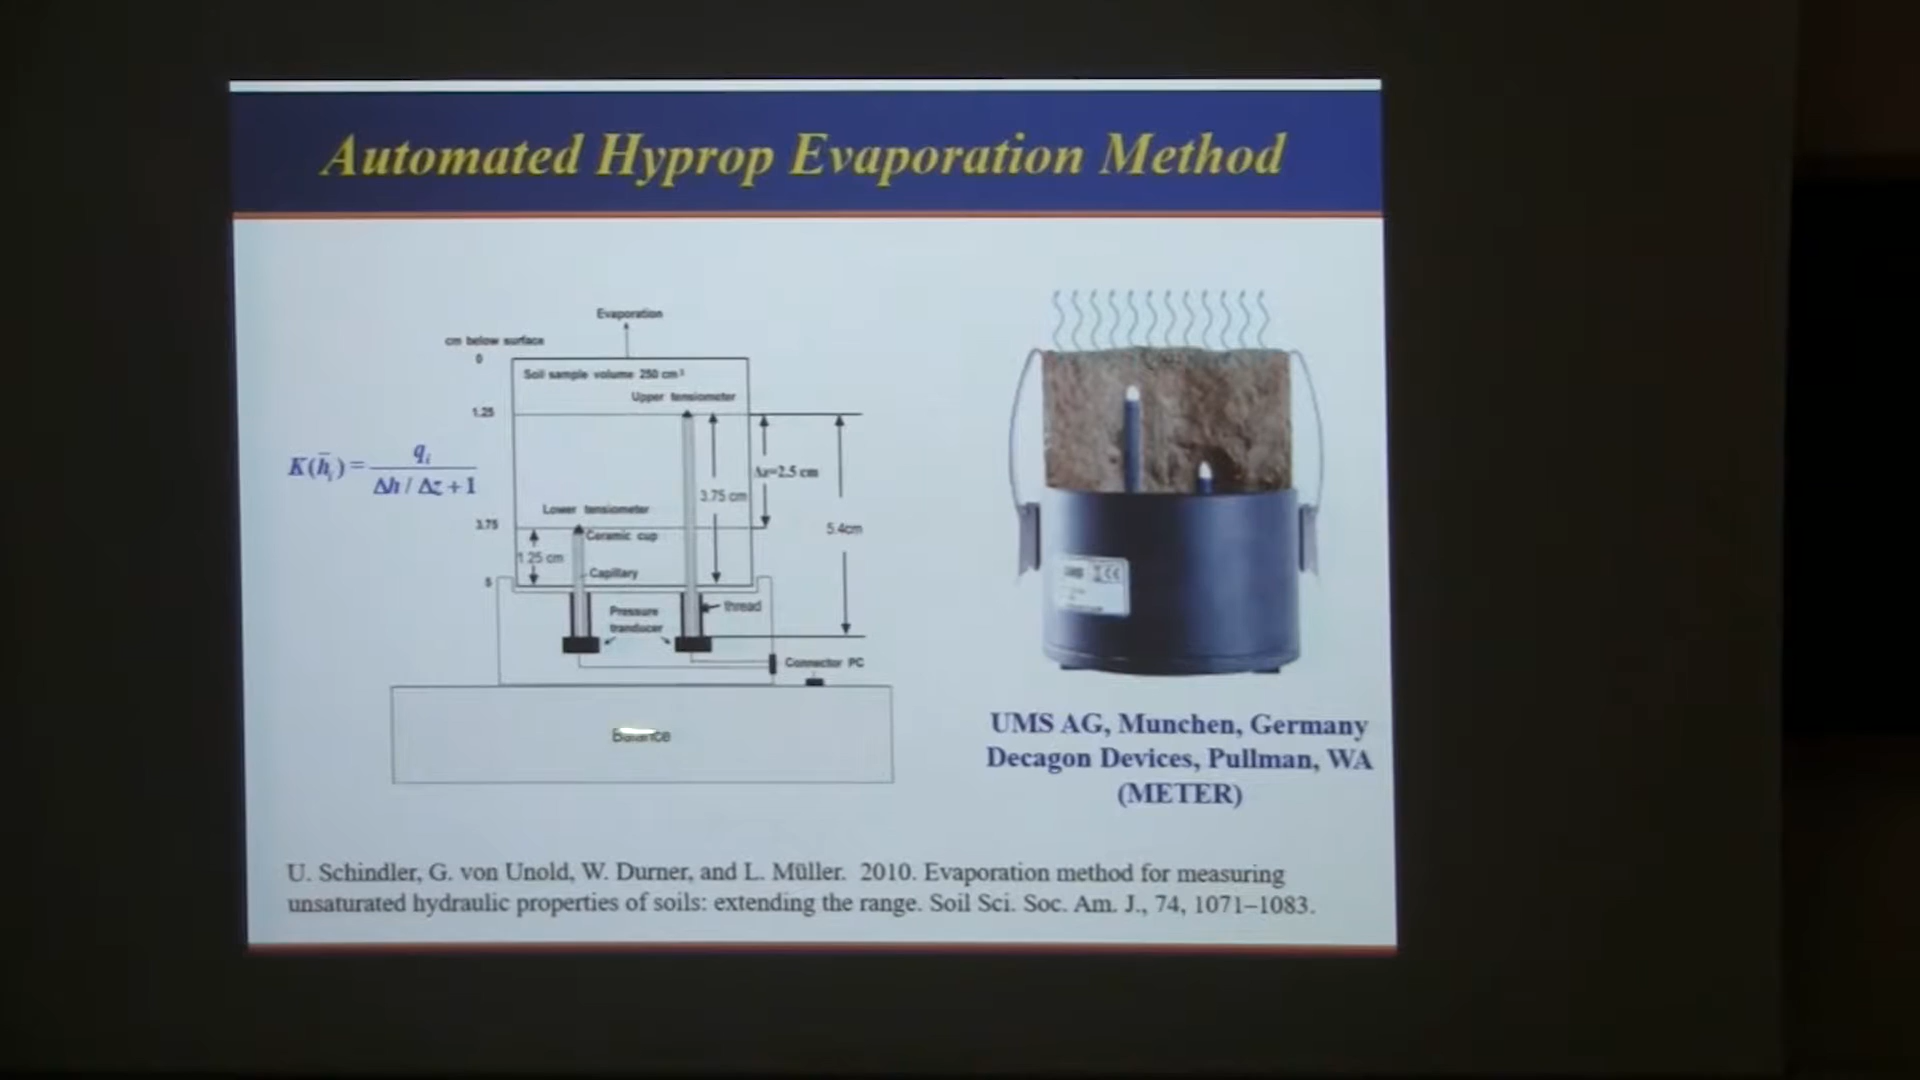 Automated Hyprop Evaporation Method
Evaporation
cm below surface
0
Soil sample volume 250 cm³
Upper tensiometer
1.25
K(h̄ᵢ) = qᵢ / (Δh / Δz + 1)
Δz=2.5 cm
3.75 cm
Lower tensiometer
3.75
Ceramic cup
5.4cm
1.25 cm
Capillary
5
Pressure
tranducer
thread
Connector PC
Balance
UMS
CE
UMS AG, Munchen, Germany
Decagon Devices, Pullman, WA
(METER)
U. Schindler, G. von Unold, W. Durner, and L. Müller. 2010. Evaporation method for measuring
unsaturated hydraulic properties of soils: extending the range. Soil Sci. Soc. Am. J., 74, 1071–1083.